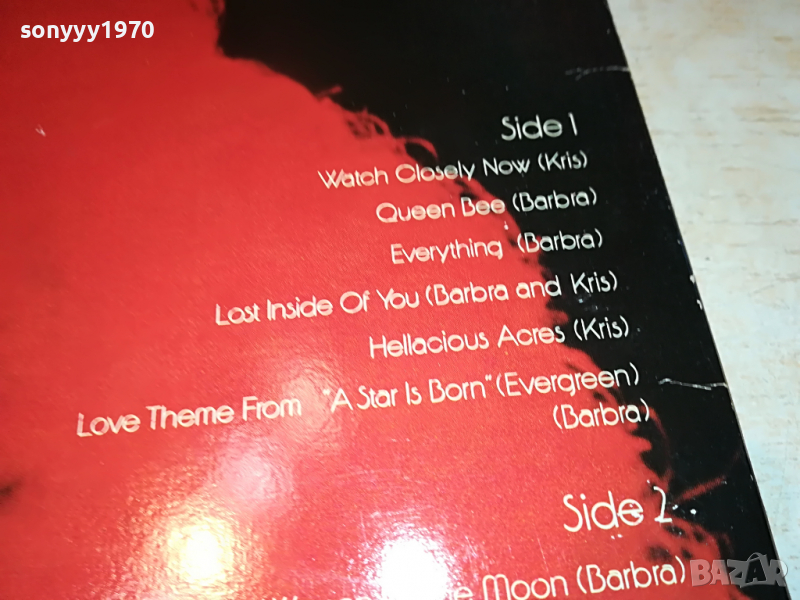 sonyyy1970
Side 1
Watch Closely Now (Kris)
Queen Bee (Barbra)
Everything (Barbra)
Lost Inside Of You (Barbra and Kris)
Hellacious Acres (Kris)
Love Theme From "A Star Is Born" (Evergreen)
(Barbra)
Side 2
Moon (Barbra)
BAZAR